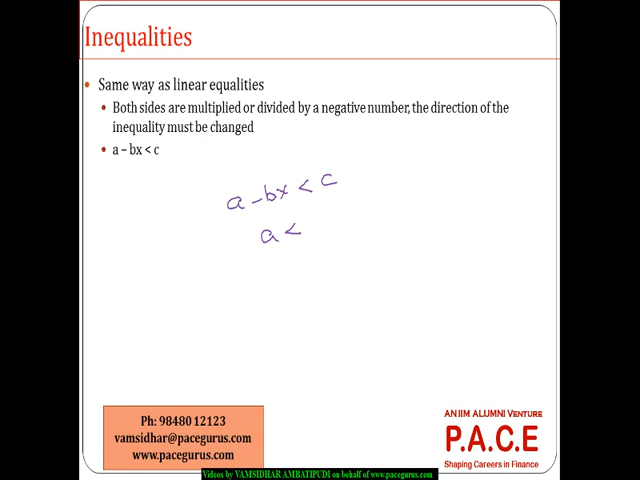 Inequalities
Same way as linear equalities
Both sides are multiplied or divided by a negative number, the direction of the
inequality must be changed
a – bx < c
a - bx < c
a <
Ph: 98480 12123
vamsidhar@pacegurus.com
www.pacegurus.com
AN IIM ALUMNI VENTURE
P.A.C.E
Shaping Careers in Finance
Videos by VAMSIDHAR AMBATIPUDI on behalf of www.pacegurus.com